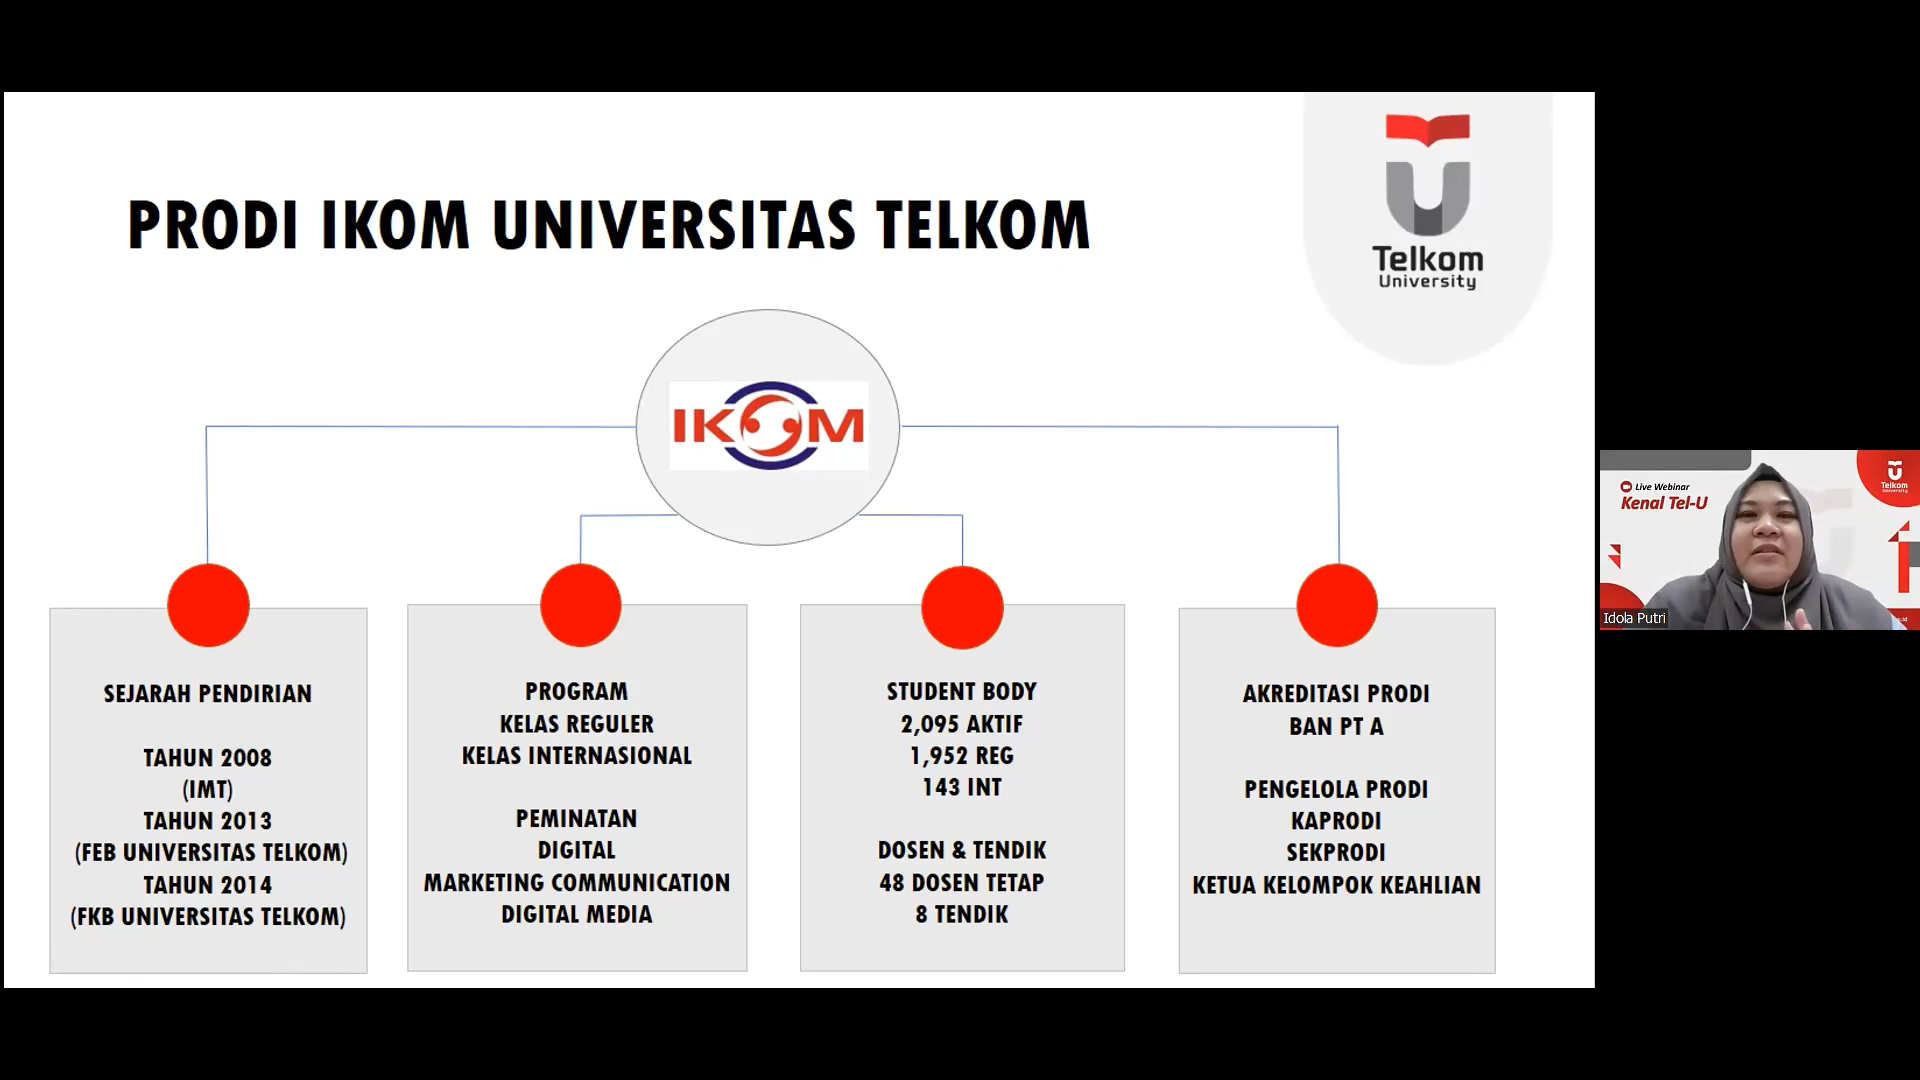 PRODI IKOM UNIVERSITAS TELKOM
Telkom
University
IKOM
SEJARAH PENDIRIAN
TAHUN 2008
(IMT)
TAHUN 2013
(FEB UNIVERSITAS TELKOM)
TAHUN 2014
(FKB UNIVERSITAS TELKOM)
PROGRAM
KELAS REGULER
KELAS INTERNASIONAL
PEMINATAN
DIGITAL
MARKETING COMMUNICATION
DIGITAL MEDIA
STUDENT BODY
2,095 AKTIF
1,952 REG
143 INT
DOSEN & TENDIK
48 DOSEN TETAP
8 TENDIK
AKREDITASI PRODI
BAN PT A
PENGELOLA PRODI
KAPRODI
SEKPRODI
KETUA KELOMPOK KEAHLIAN
Live Webinar
Kenal Tel-U
Telkom
University
Idola Putri